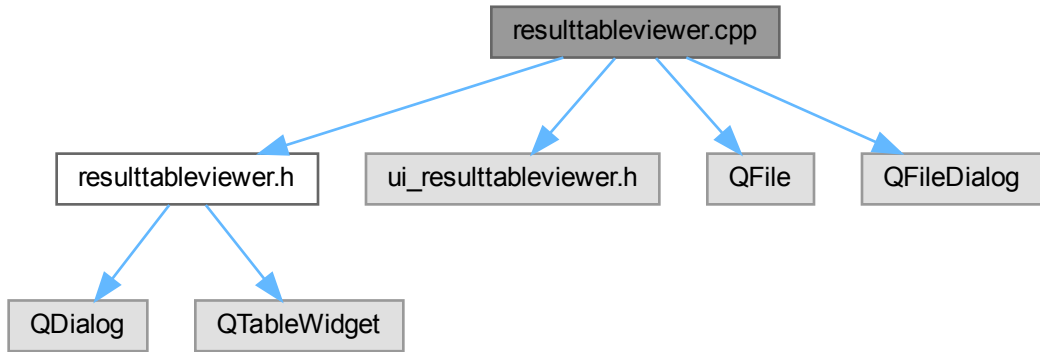 resulttableviewer.cpp
resulttableviewer.h
ui_resulttableviewer.h
QFile
QFileDialog
QDialog
QTableWidget